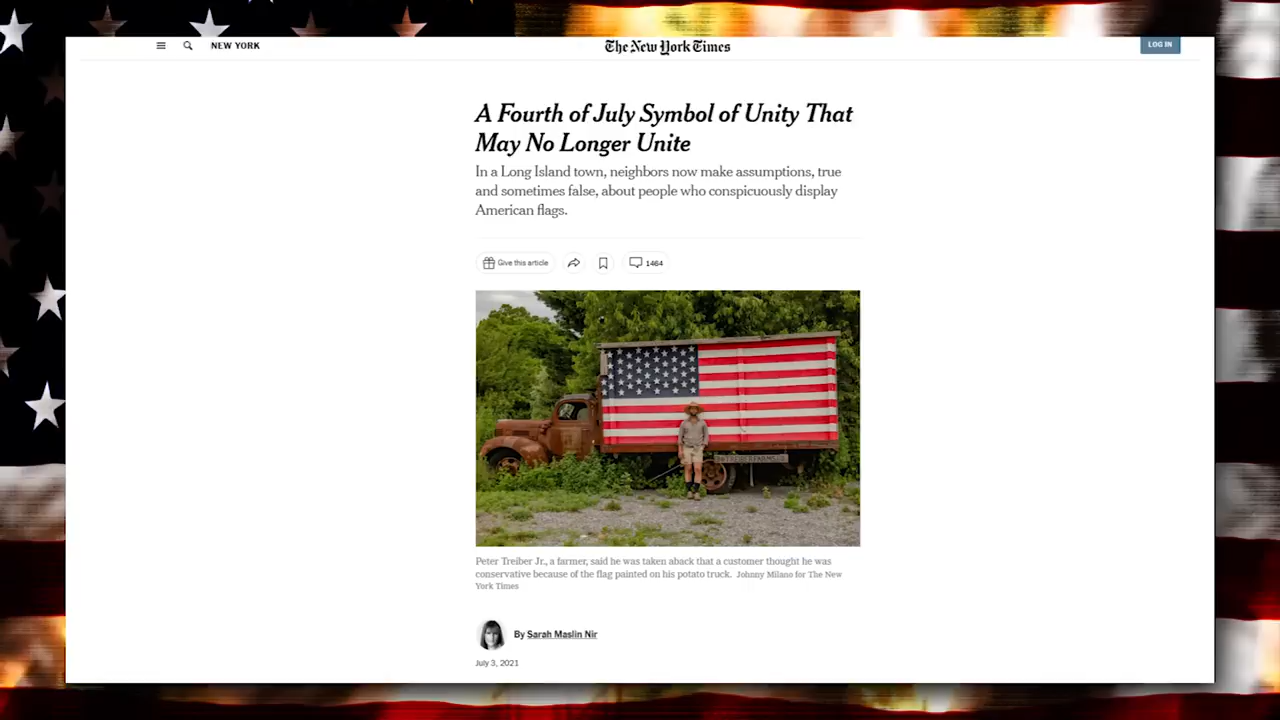 NEW YORK
The New York Times
LOG IN
A Fourth of July Symbol of Unity That
May No Longer Unite
In a Long Island town, neighbors now make assumptions, true
and sometimes false, about people who conspicuously display
American flags.
Give this article
1464
Peter Treiber Jr., a farmer, said he was taken aback that a customer thought he was
conservative because of the flag painted on his potato truck. Johnny Milano for The New
York Times
By Sarah Maslin Nir
July 3, 2021